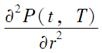 ∂²P(t, T)
∂r²